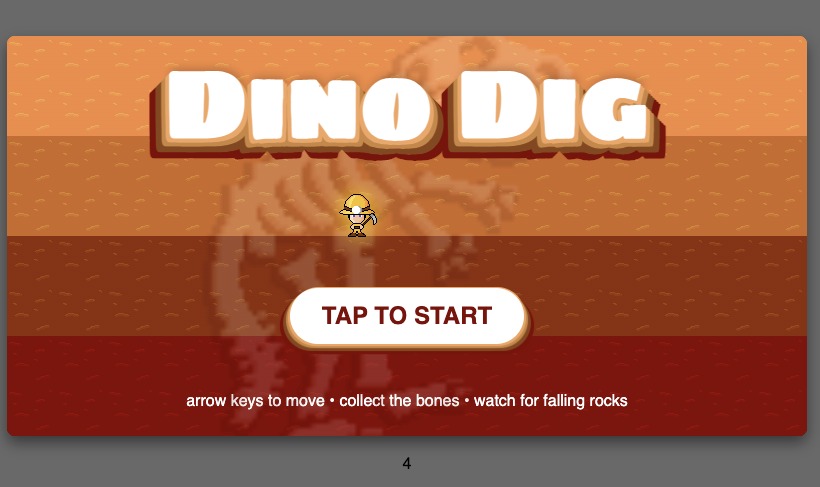 DINO DIG
TAP TO START
arrow keys to move • collect the bones • watch for falling rocks
4